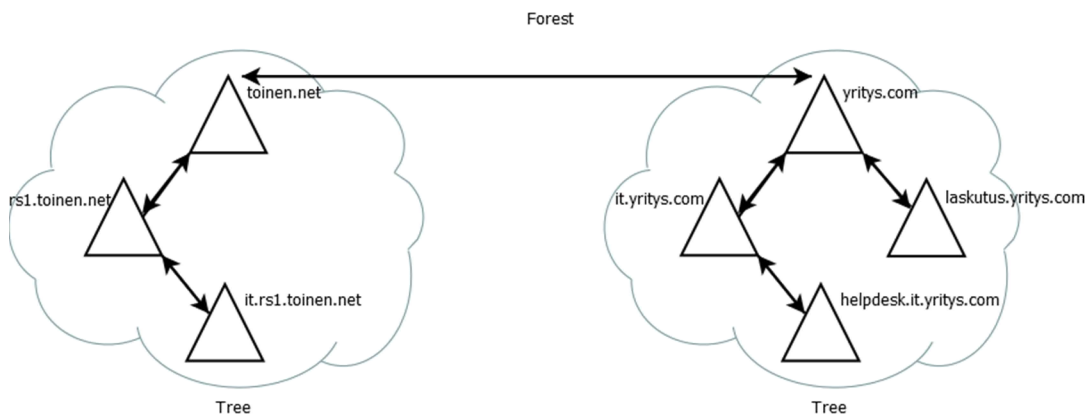 Forest
toinen.net
yritys.com
rs1.toinen.net
it.yritys.com
laskutus.yritys.com
it.rs1.toinen.net
helpdesk.it.yritys.com
Tree
Tree